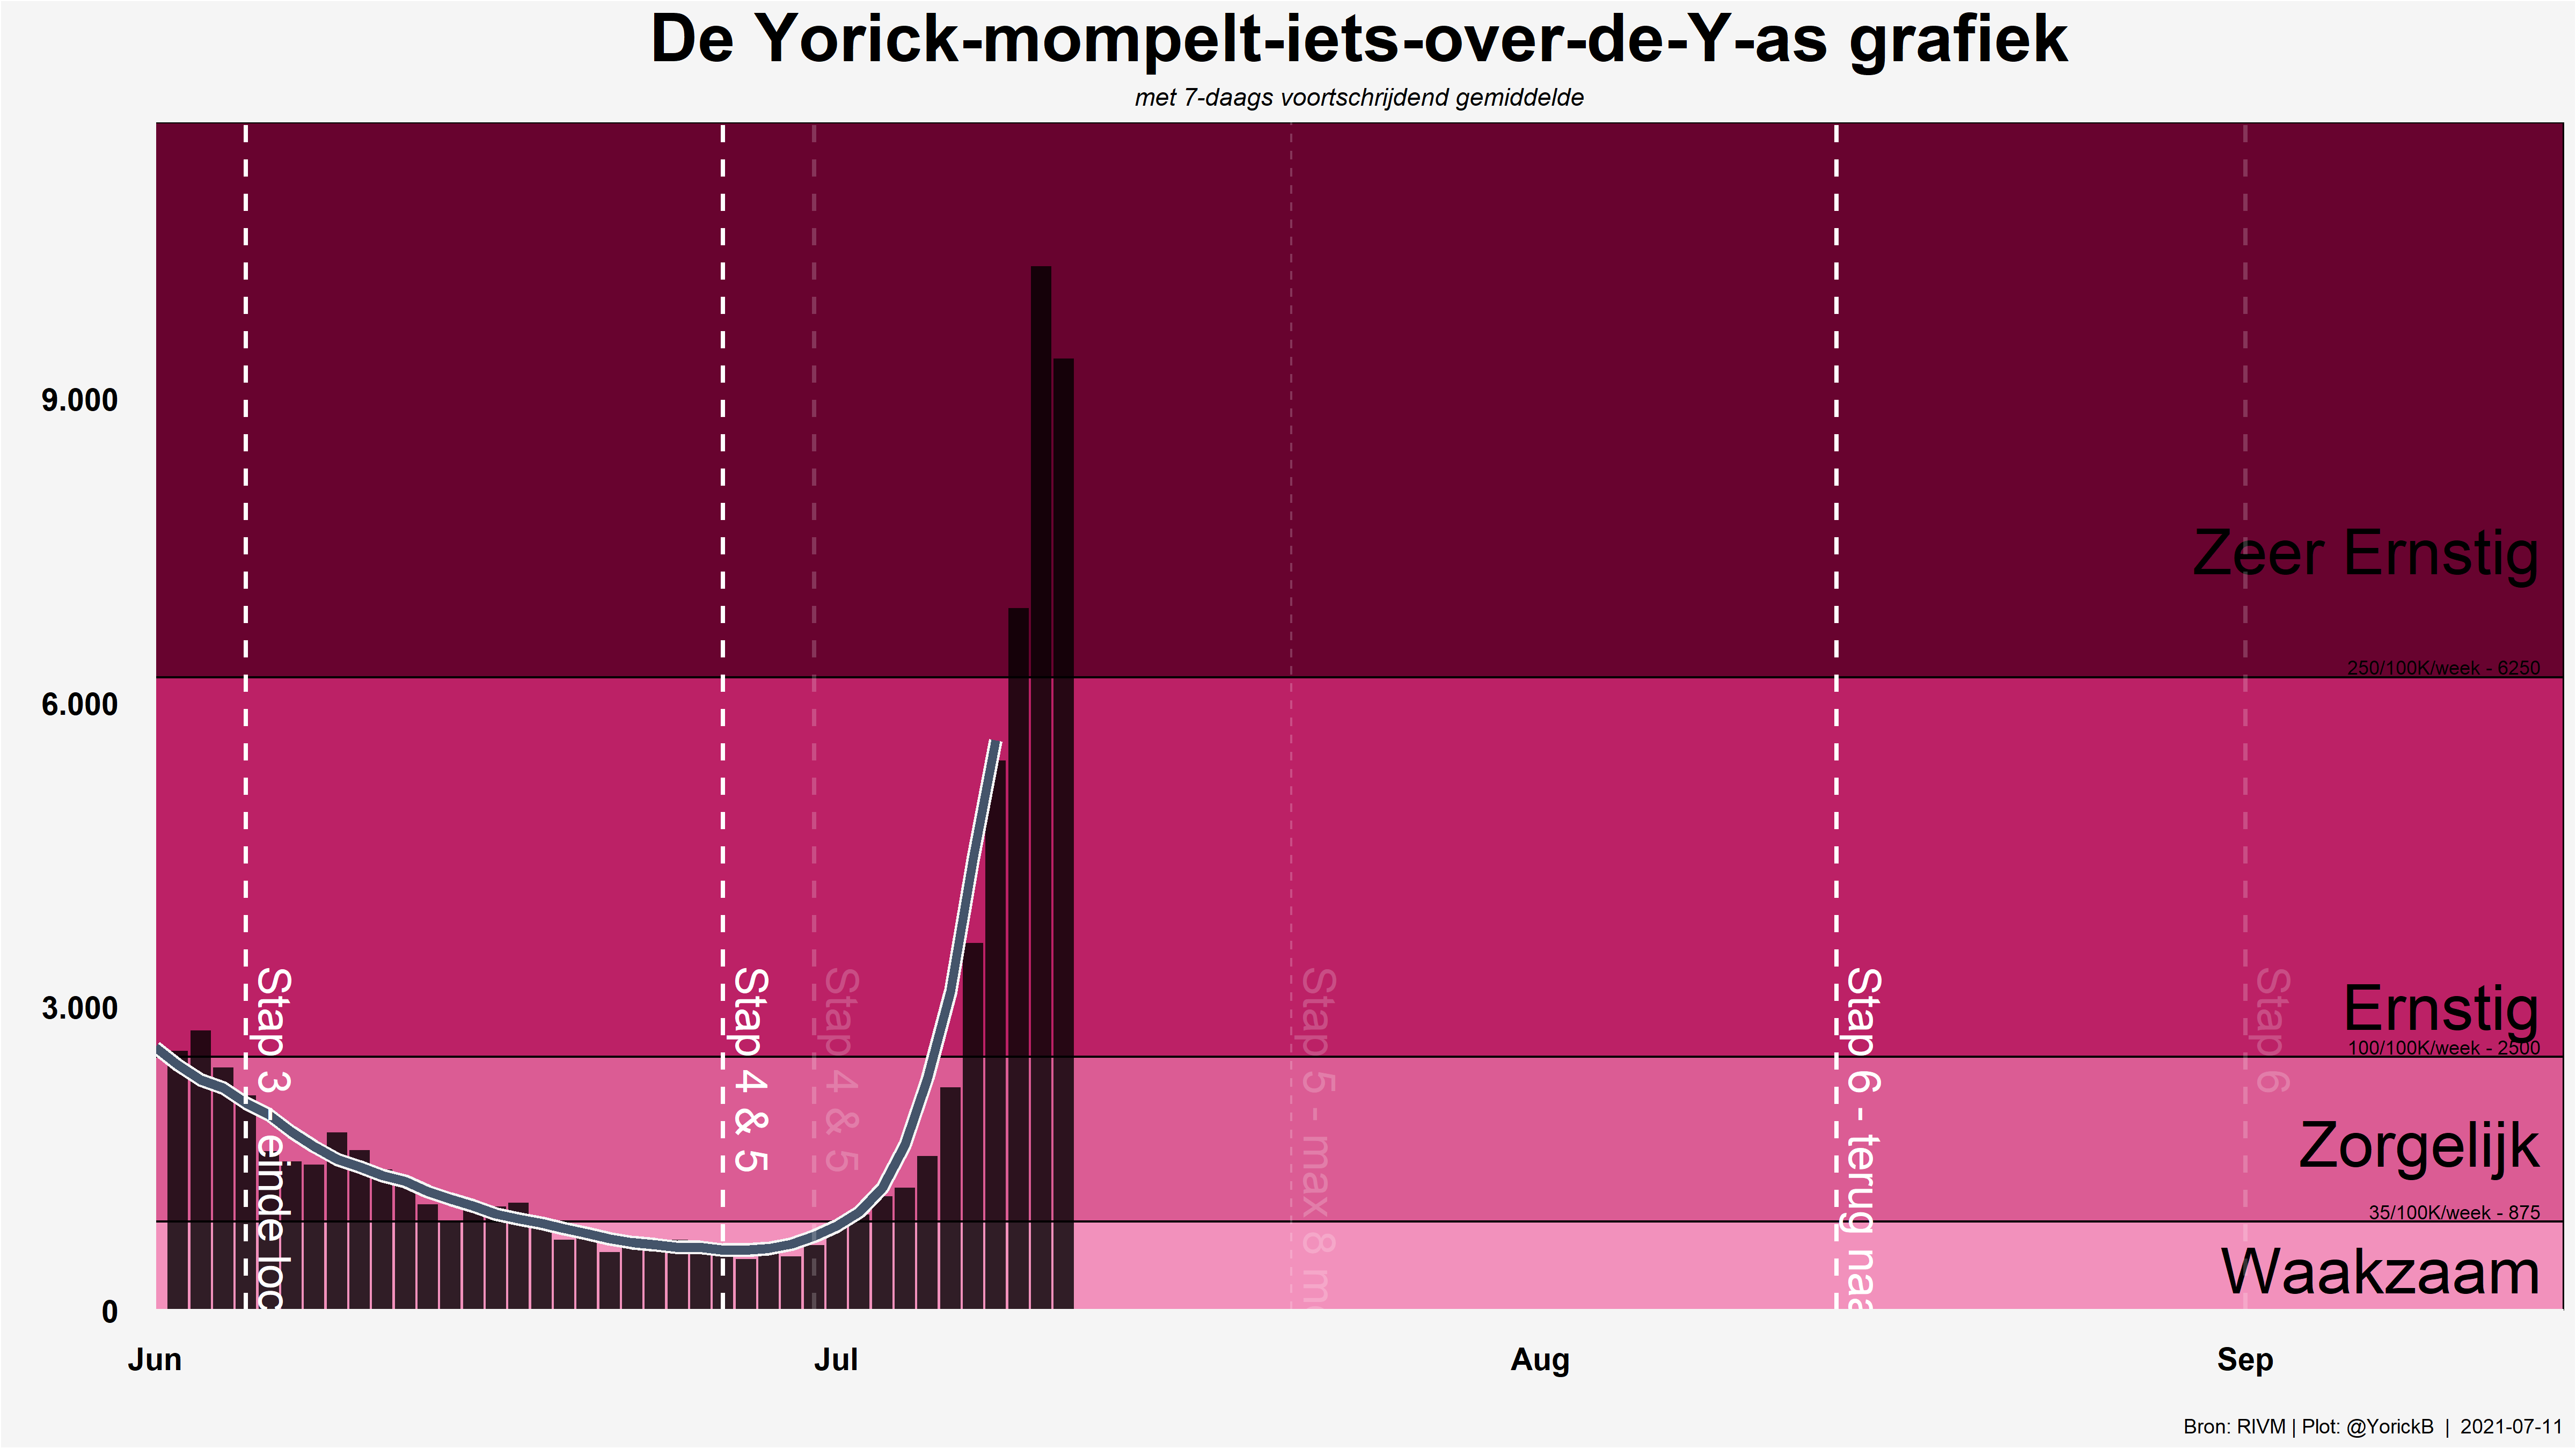 De Yorick-mompelt-iets-over-de-Y-as grafiek
met 7-daags voortschrijdend gemiddelde
9.000
6.000
3.000
0
Zeer Ernstig
250/100K/week - 6250
Ernstig
100/100K/week - 2500
Zorgelijk
35/100K/week - 875
Waakzaam
Stap 3 - einde loc
Stap 4 & 5
Stap 4 & 5
Stap 5 - max 8 m
Stap 6 - terug naa
Stap 6
Jun
Jul
Aug
Sep
Bron: RIVM | Plot: @YorickB | 2021-07-11